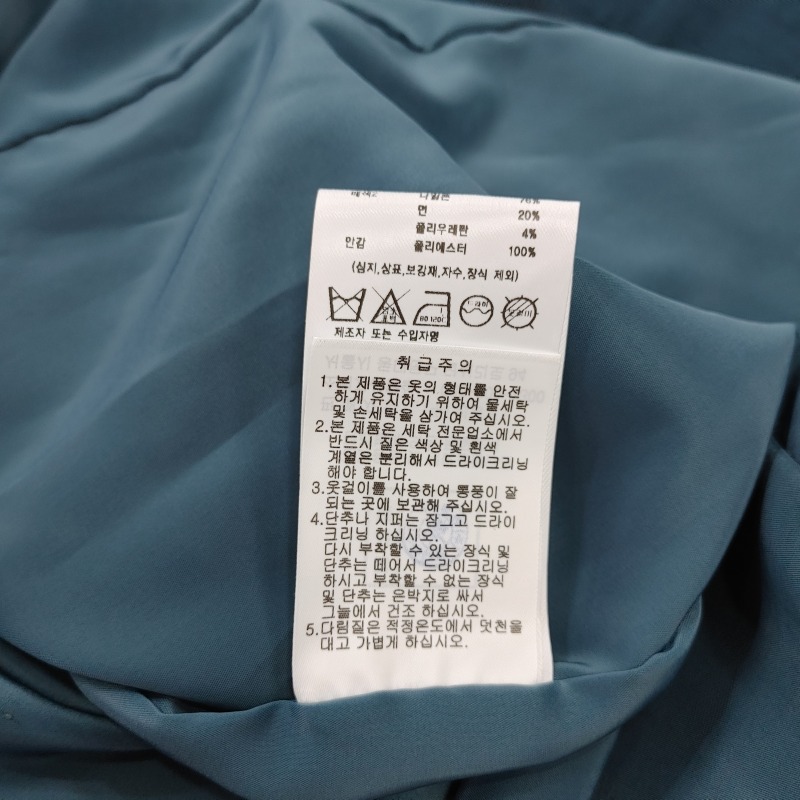 배색2 나일론 76%
면 20%
폴리우레탄 4%
안감 폴리에스터 100%
(심지,상표,보강재,자수,장식 제외)
제조자 또는 수입자명
취급주의
1.본 제품은 옷의 형태를 안전
하게 유지하기 위하여 물세탁
및 손세탁을 삼가여 주십시오.
2.본 제품은 세탁 전문업소에서
반드시 짙은 색상 및 흰색
계열은 분리해서 드라이크리닝
해야 합니다.
3.옷걸이를 사용하여 통풍이 잘
되는 곳에 보관해 주십시오.
4.단추나 지퍼는 잠그고 드라이
크리닝 하십시오.
다시 부착할 수 있는 장식 및
단추는 떼어서 드라이크리닝
하시고 부착할 수 없는 장식
및 단추는 은박지로 싸서
그늘에서 건조 하십시오.
5.다림질은 적정온도에서 덧천을
대고 가볍게 하십시오.